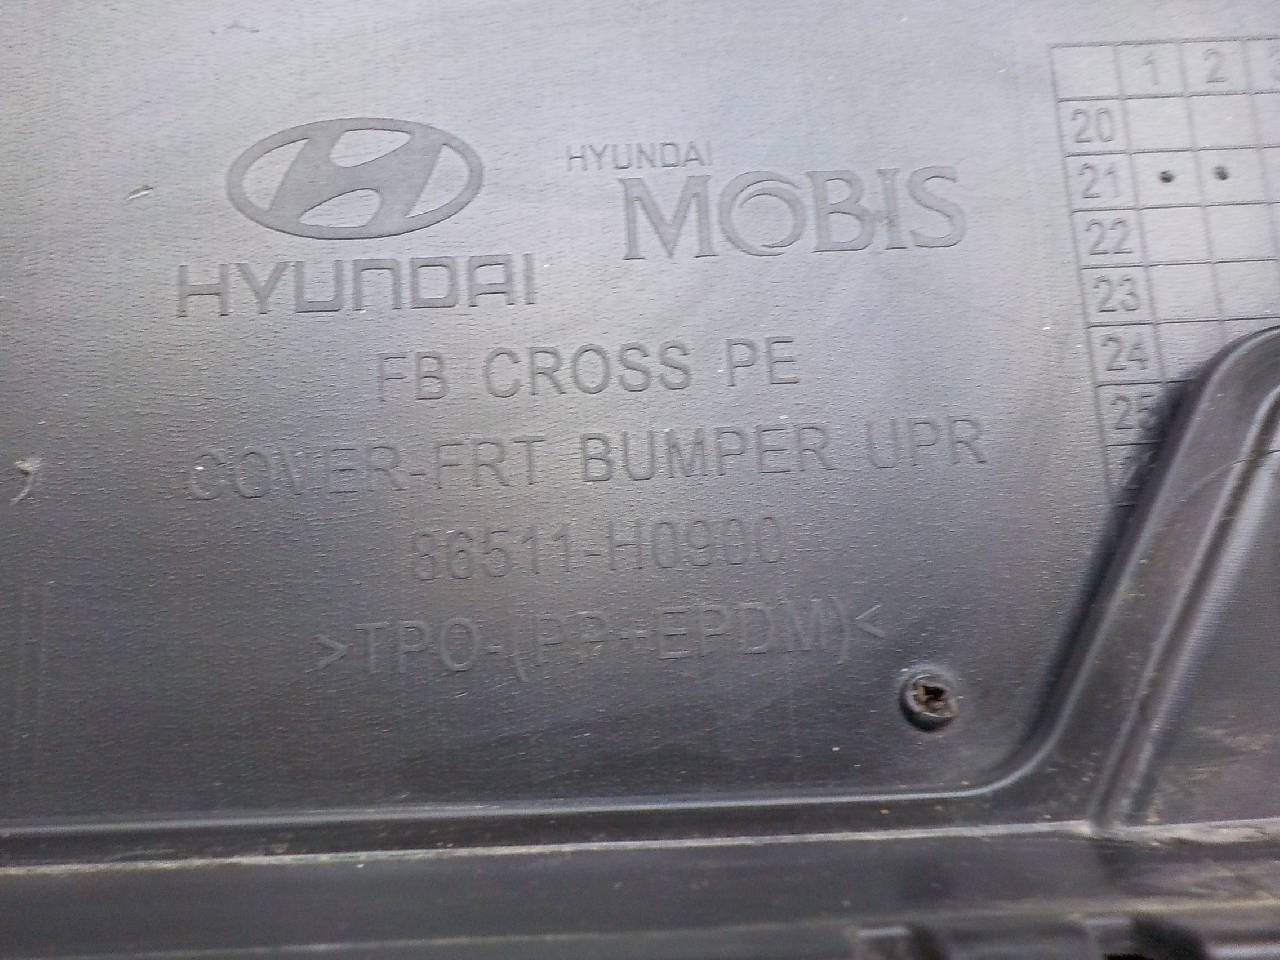 HYUNDAI
HYUNDAI
MOBIS
FB CROSS PE
COVER-FRT BUMPER UPR
86511-H0900
>TPO-(PP+EPDM)<
1 2
20
21 • •
22
23
24
25